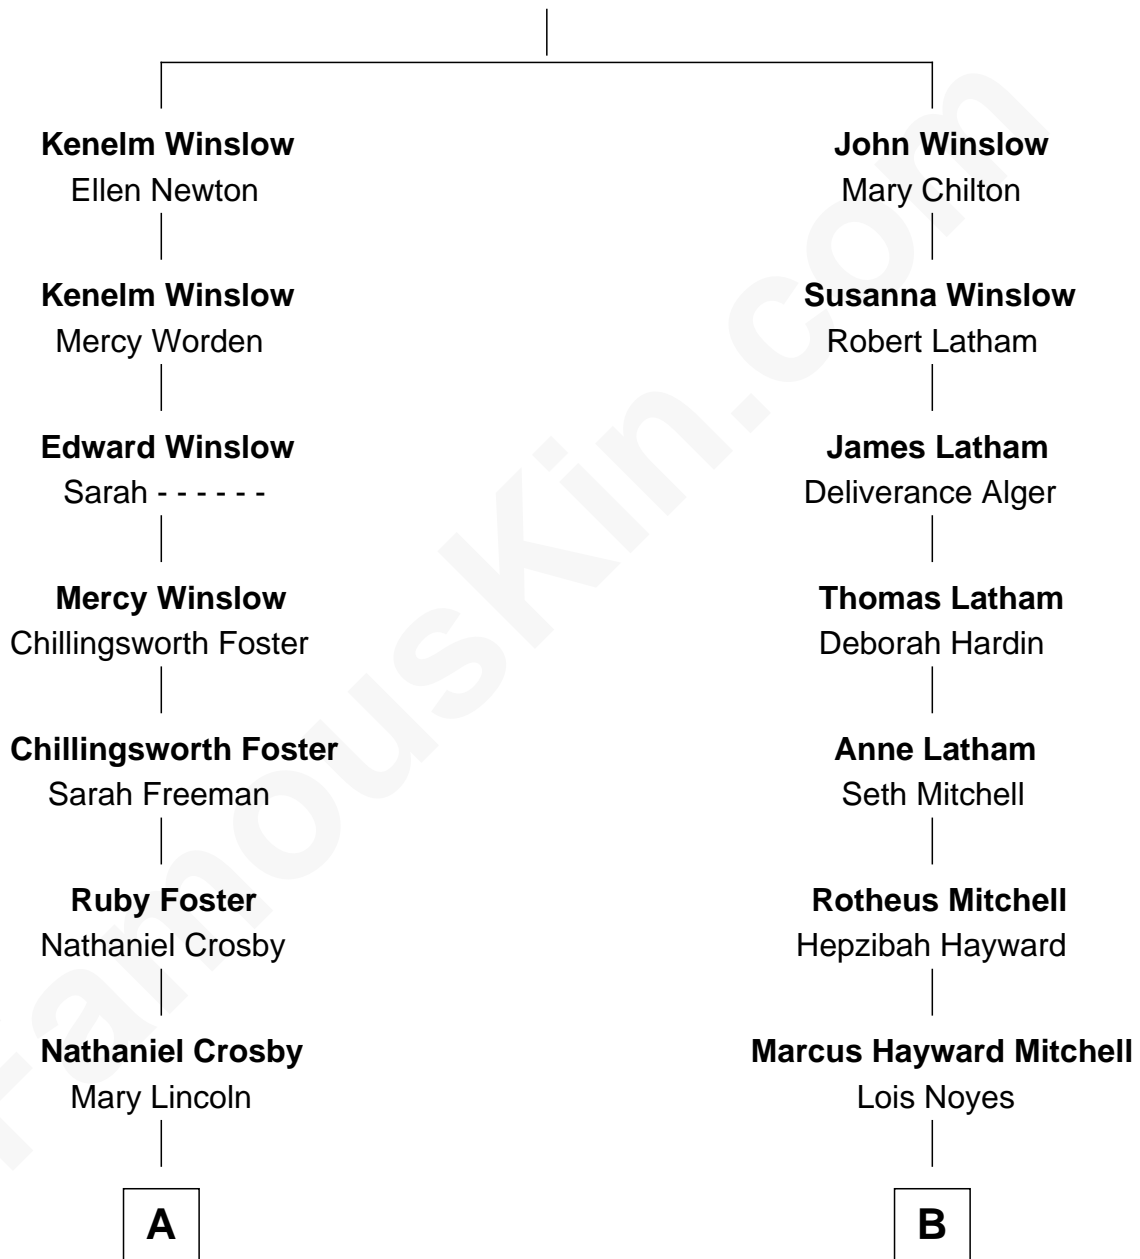 Kenelm Winslow
Ellen Newton
Kenelm Winslow
Mercy Worden
Edward Winslow
Sarah - - - - - -
Mercy Winslow
Chillingsworth Foster
Chillingsworth Foster
Sarah Freeman
Ruby Foster
Nathaniel Crosby
Nathaniel Crosby
Mary Lincoln
A
John Winslow
Mary Chilton
Susanna Winslow
Robert Latham
James Latham
Deliverance Alger
Thomas Latham
Deborah Hardin
Anne Latham
Seth Mitchell
Rotheus Mitchell
Hepzibah Hayward
Marcus Hayward Mitchell
Lois Noyes
B
FamousKin.com